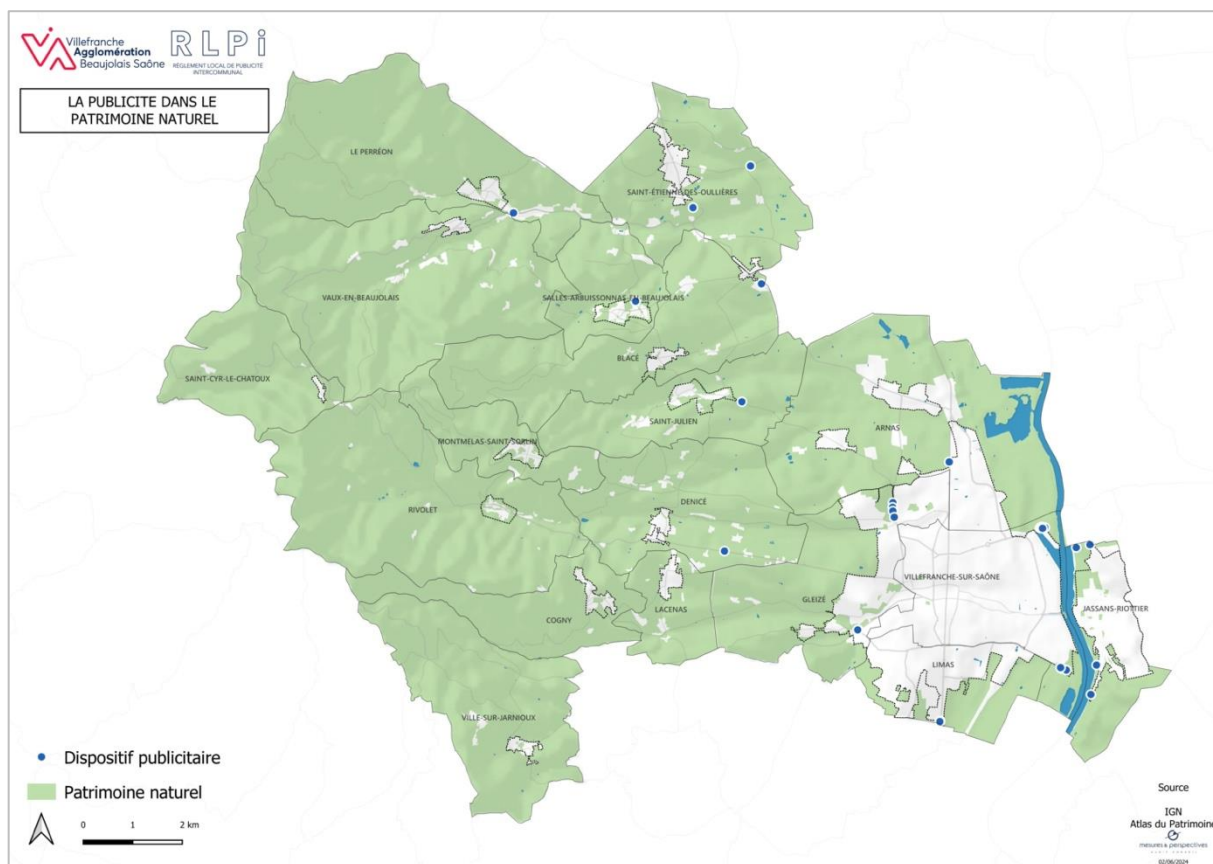 Villefranche
Agglomération
Beaujolais Saône
RLPi
RÈGLEMENT LOCAL DE PUBLICITÉ
INTERCOMMUNAL
LA PUBLICITE DANS LE
PATRIMOINE NATUREL
LE PERRÉON
SAINT-ÉTIENNE-DES-OULLIÈRES
VAUX-EN-BEAUJOLAIS
SALLES-ARBUISSONNAS-EN-BEAUJOLAIS
BLACÉ
SAINT-CYR-LE-CHATOUX
SAINT-JULIEN
ARNAS
MONTMELAS-SAINT-SORLIN
DENICÉ
RIVOLET
VILLEFRANCHE-SUR-SAÔNE
GLEIZÉ
LACENAS
COGNY
JASSANS-RIOTTIER
LIMAS
VILLE-SUR-JARNIOUX
Dispositif publicitaire
Patrimoine naturel
0 1 2 km
Source
IGN
Atlas du Patrimoine
mesures & perspectives
02/06/2024